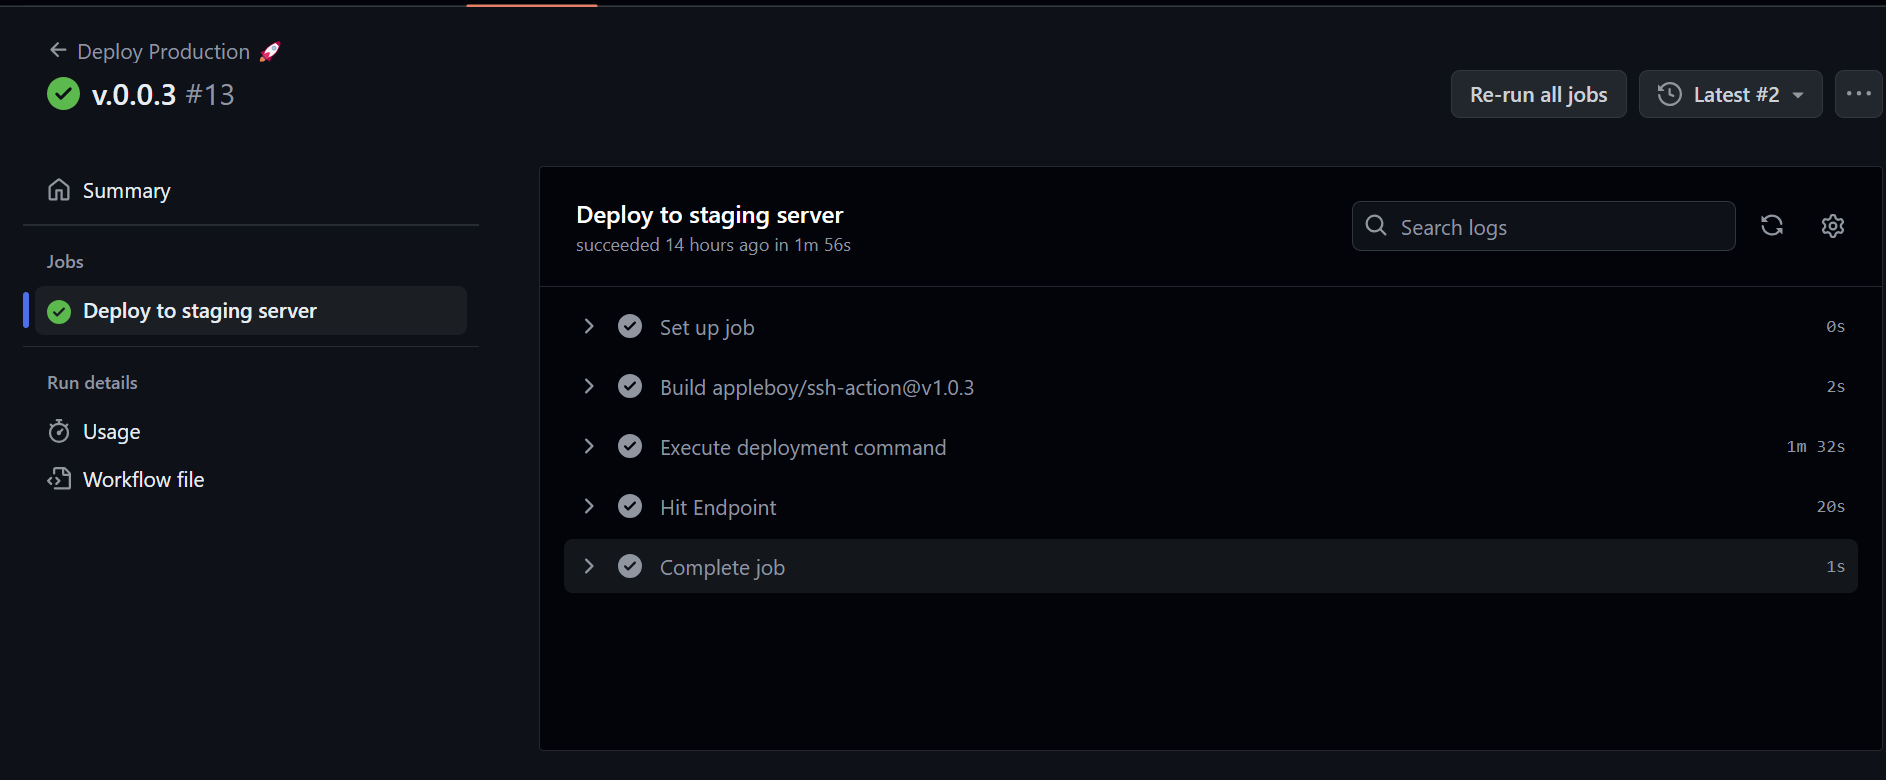 Deploy Production 🚀
v.0.0.3 #13
Re-run all jobs
Latest #2
Summary
Jobs
Deploy to staging server
Run details
Usage
Workflow file
Deploy to staging server
succeeded 14 hours ago in 1m 56s
Search logs
Set up job 0s
Build appleboy/ssh-action@v1.0.3 2s
Execute deployment command 1m 32s
Hit Endpoint 20s
Complete job 1s